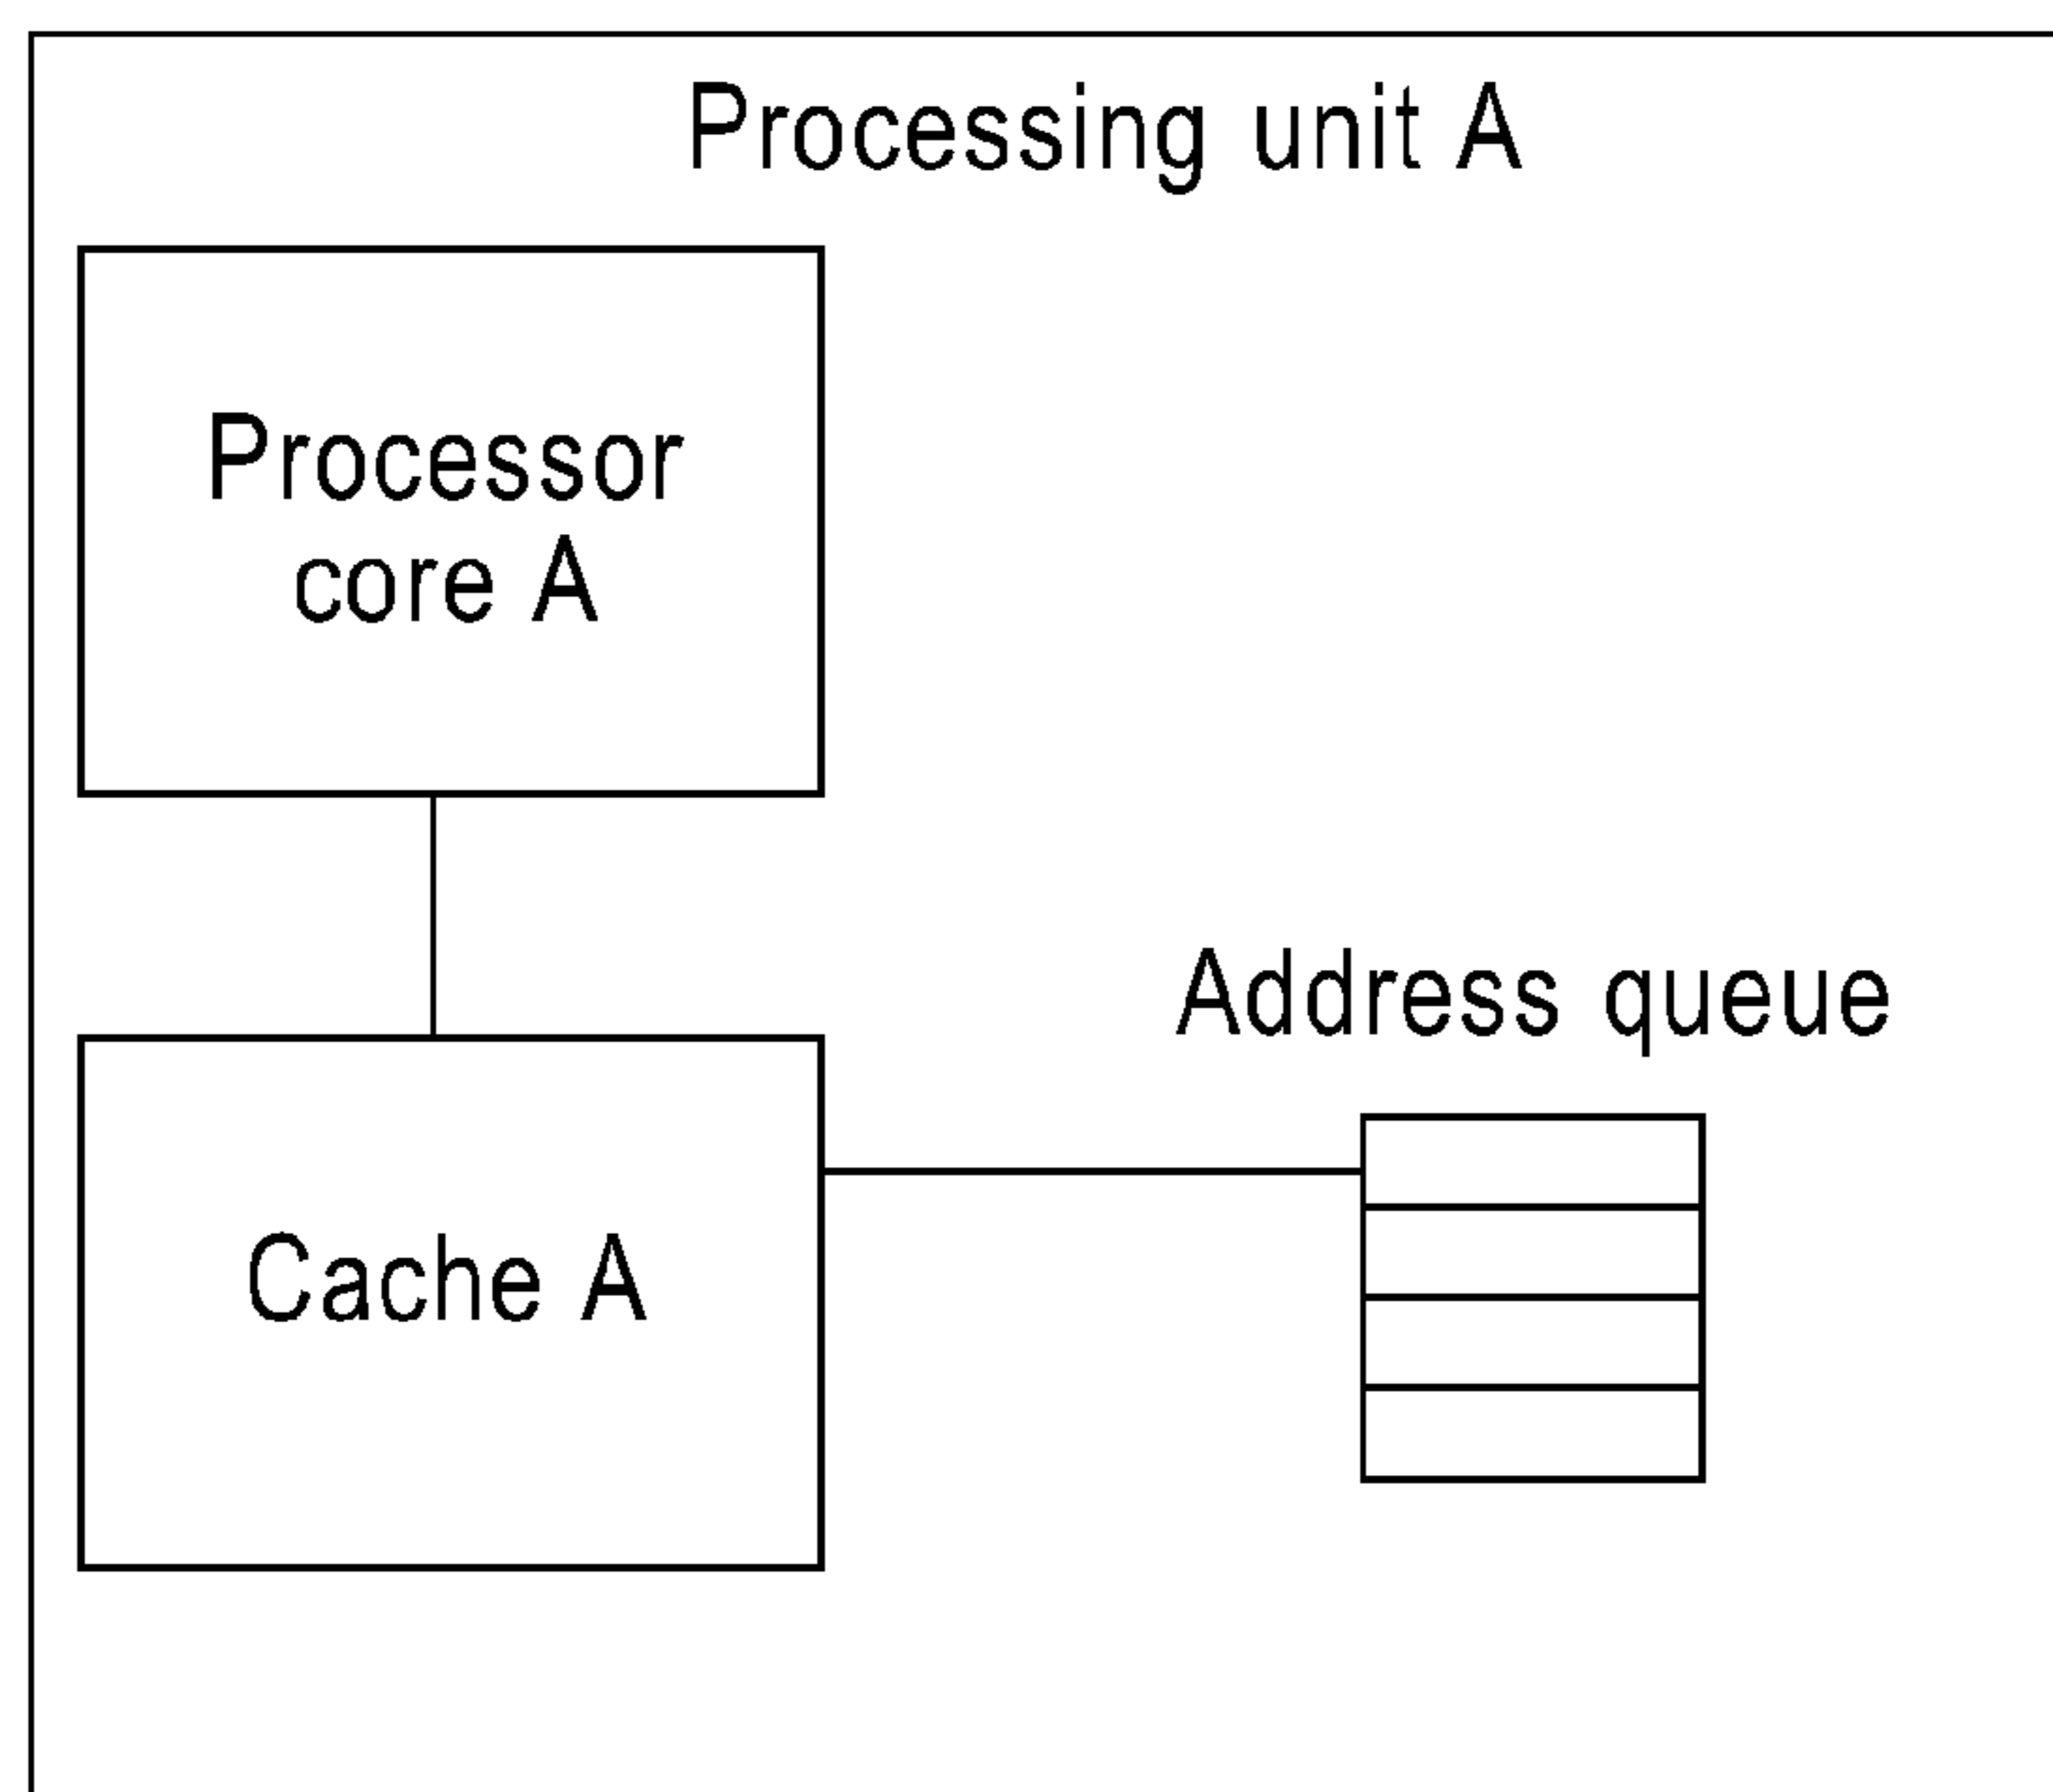 Processing unit A
Processor
core A
Address queue
Cache A